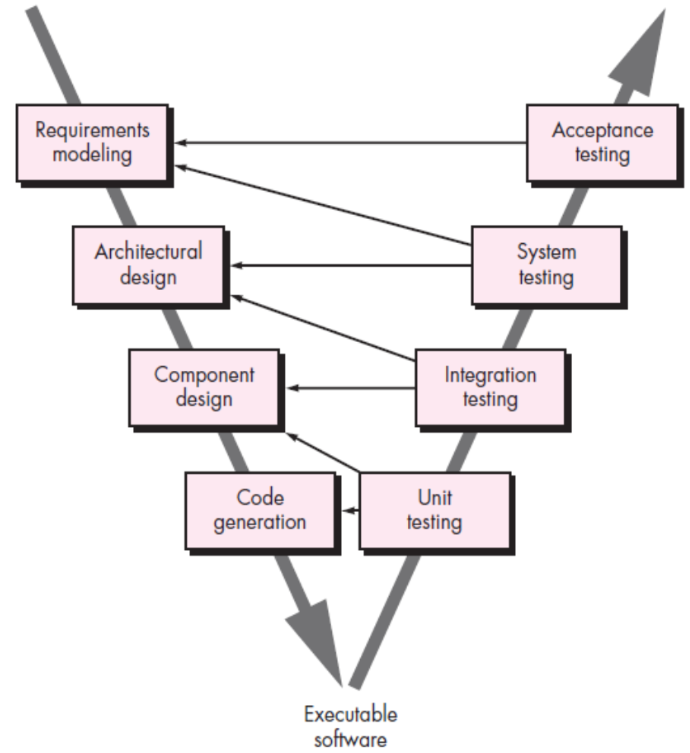 Requirements
modeling
Acceptance
testing
Architectural
design
System
testing
Component
design
Integration
testing
Code
generation
Unit
testing
Executable
software